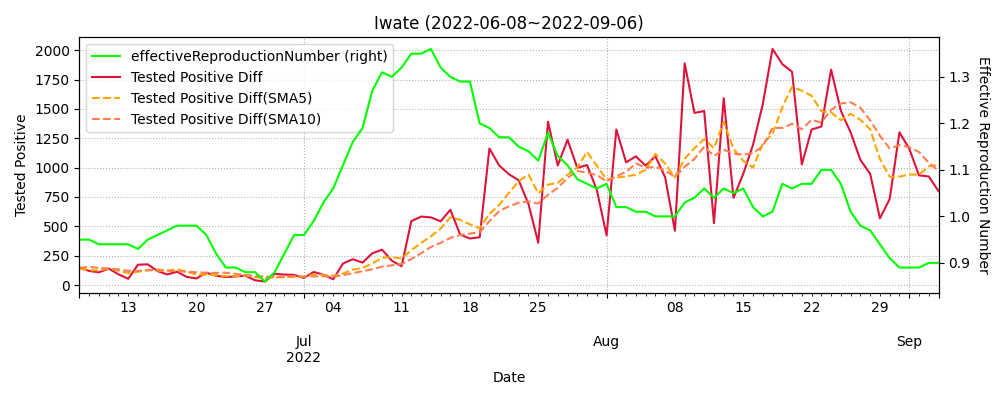 Iwate (2022-06-08~2022-09-06)
effectiveReproductionNumber (right)
Tested Positive Diff
Tested Positive Diff(SMA5)
Tested Positive Diff(SMA10)
Tested Positive
2000
1750
1500
1250
1000
750
500
250
0
1.3
1.2
1.1
1.0
0.9
Effective Reproduction Number
13 20 27 04 11 18 25 08 15 22 29
Jul Aug Sep
2022
Date